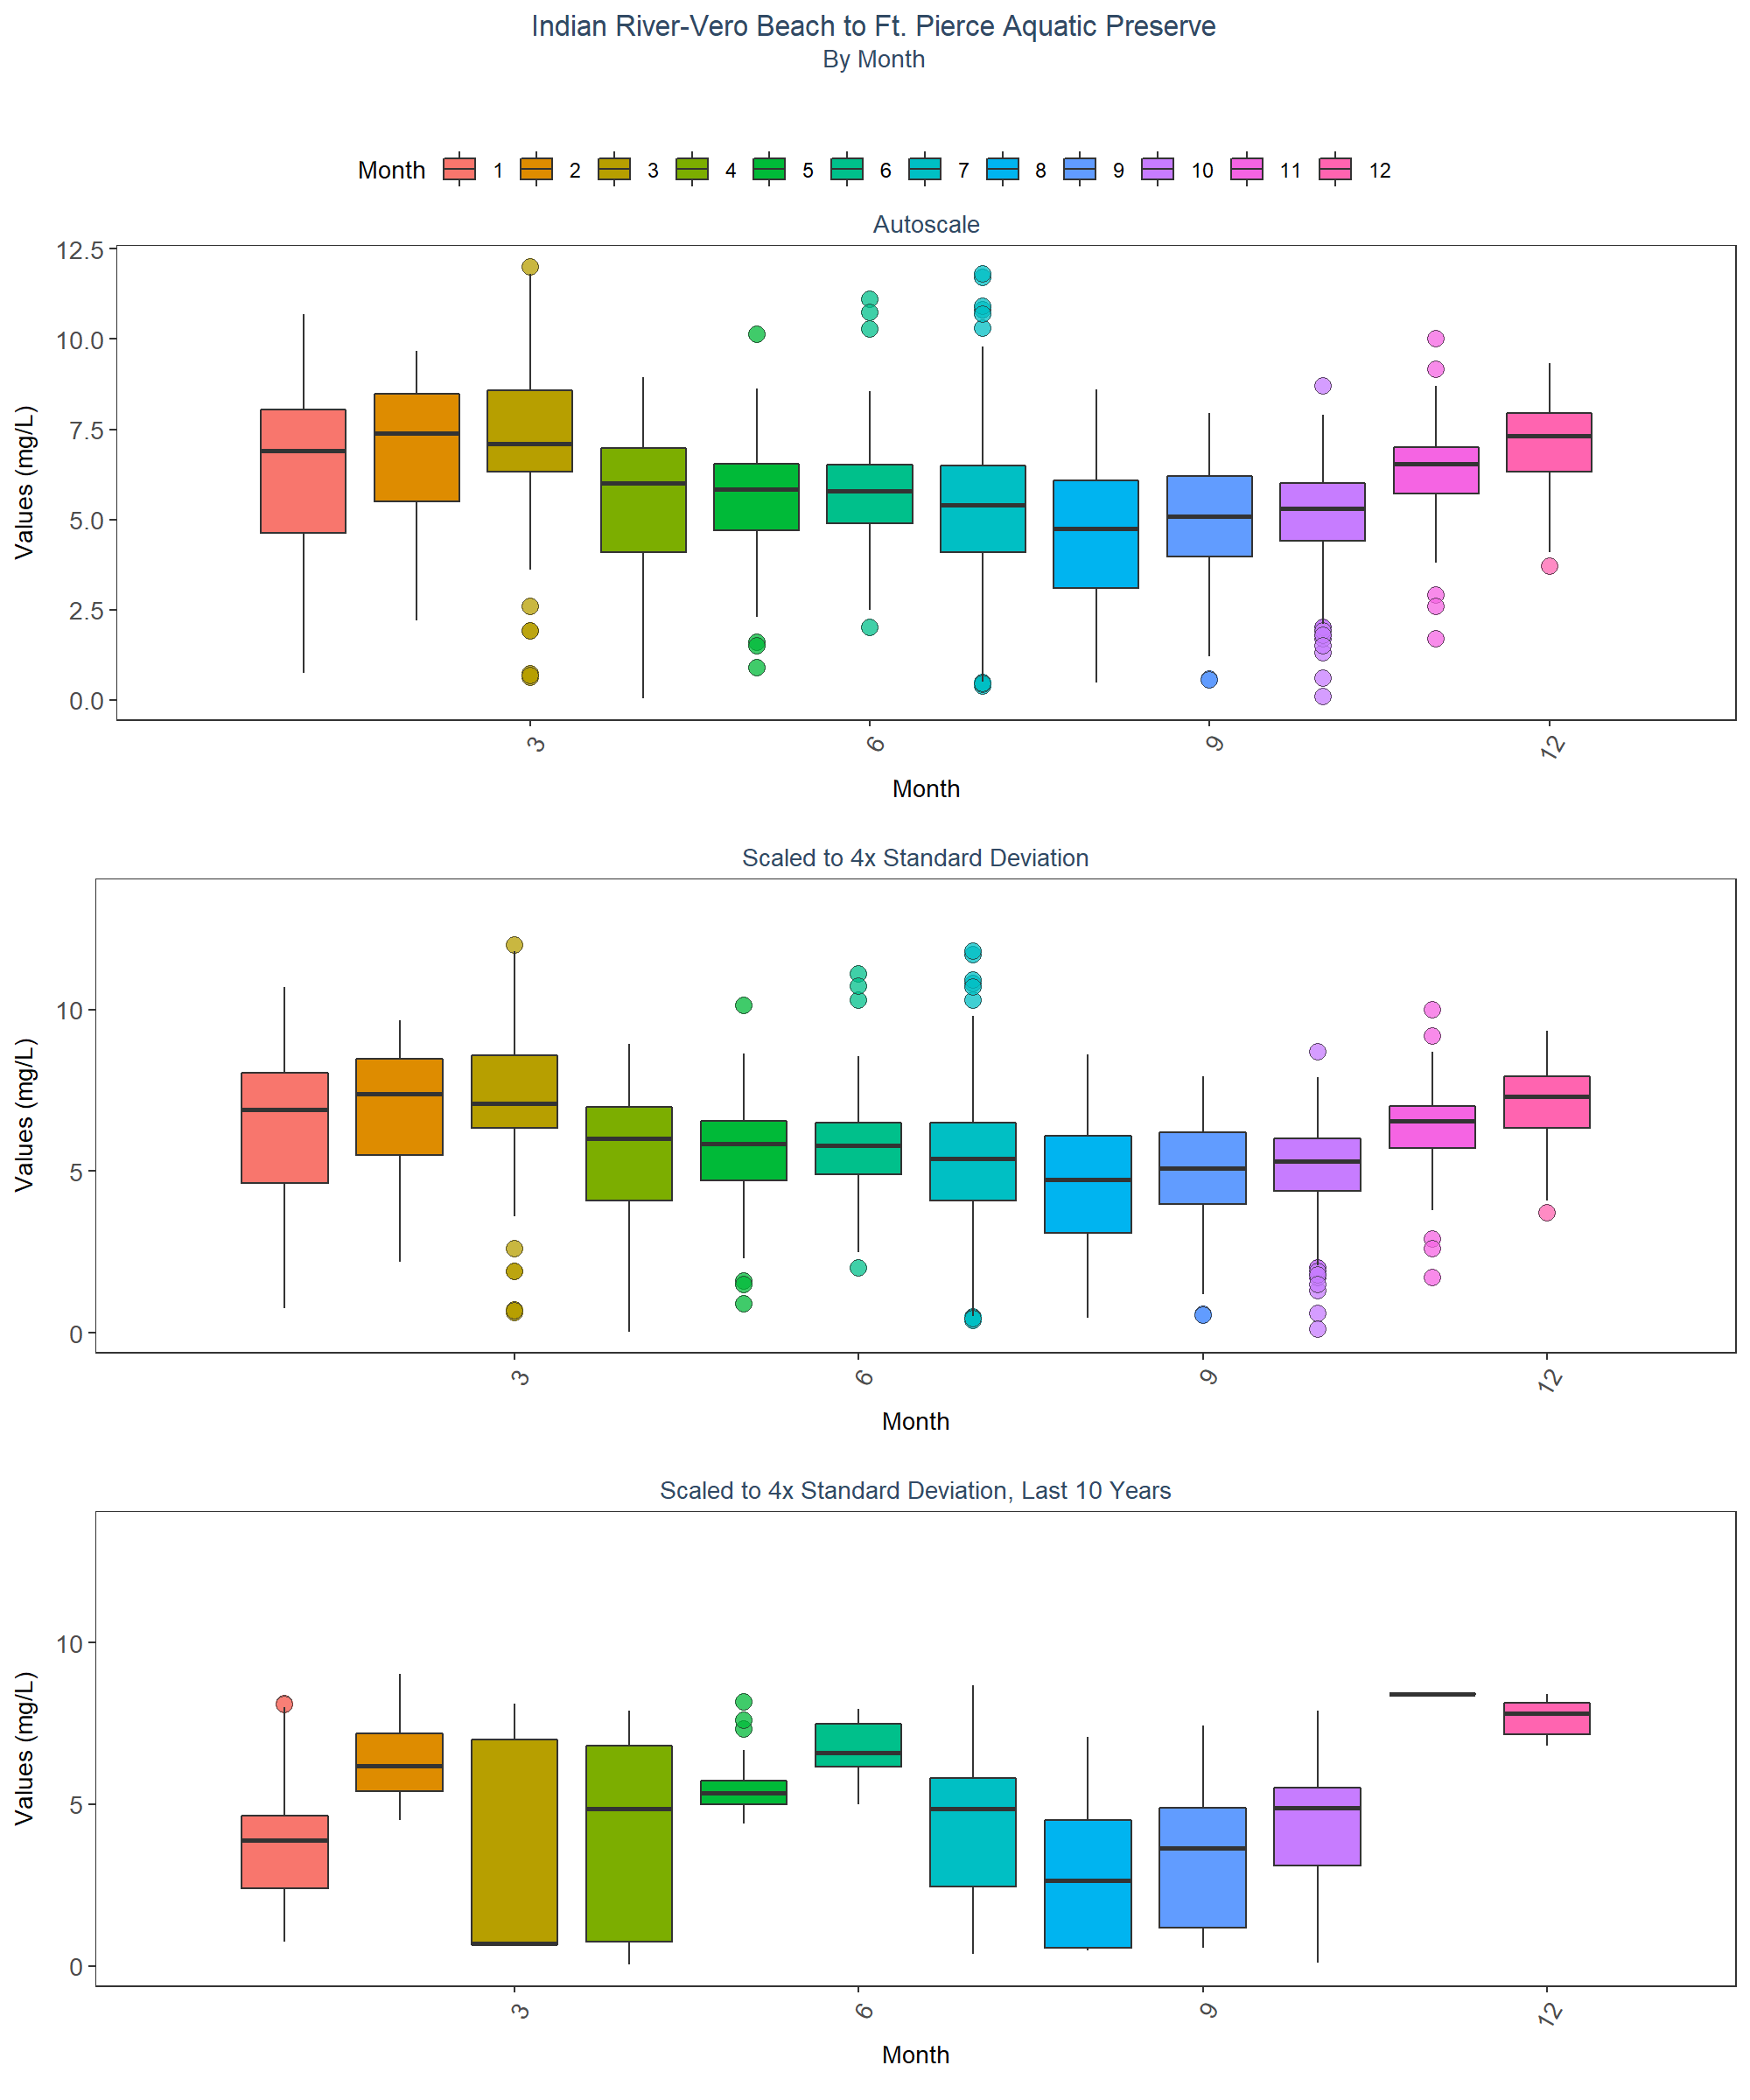 Indian River-Vero Beach to Ft. Pierce Aquatic Preserve
By Month
Month 1 2 3 4 5 6 7 8 9 10 11 12
Autoscale
Values (mg/L)
12.5
10.0
7.5
5.0
2.5
0.0
3 6 9 12
Month
Scaled to 4x Standard Deviation
Values (mg/L)
10
5
0
3 6 9 12
Month
Scaled to 4x Standard Deviation, Last 10 Years
Values (mg/L)
10
5
0
3 6 9 12
Month